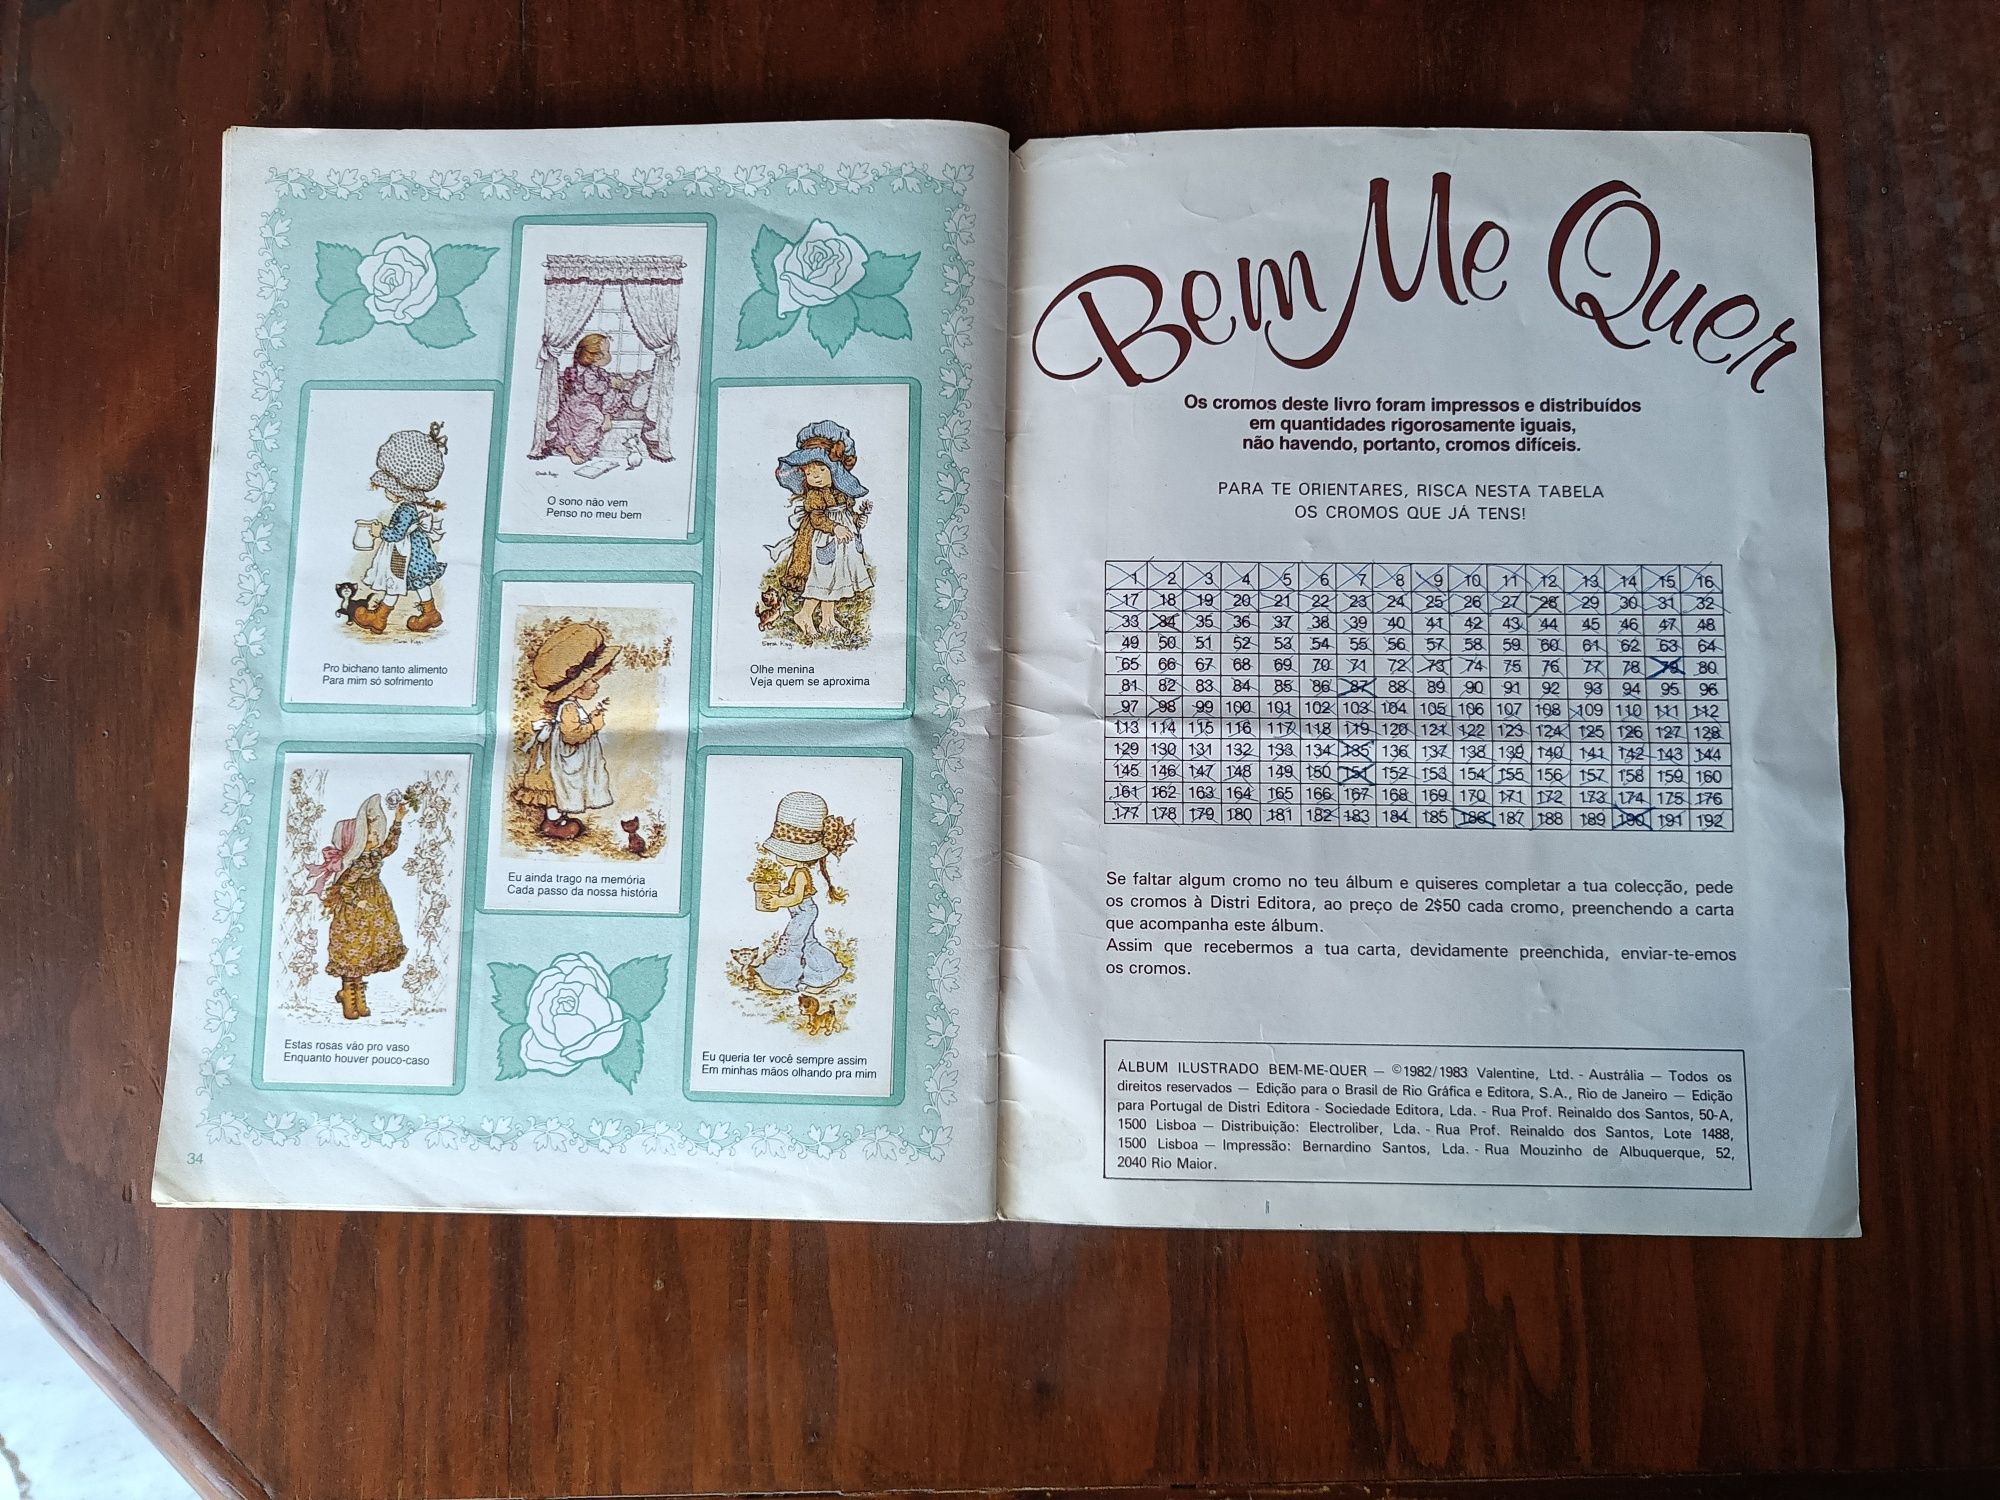 O sono não vem
Penso no meu bem
Sarah Kay
Pro bichano tanto alimento
Para mim só sofrimento
Sarah Kay
Olhe menina
Veja quem se aproxima
Sarah Kay
Eu ainda trago na memória
Cada passo da nossa história
Estas rosas vão pro vaso
Enquanto houver pouco-caso
Sarah Kay
Eu queria ter você sempre assim
Em minhas mãos olhando pra mim
Sarah Kay
34
Bem Me Quer
Os cromos deste livro foram impressos e distribuídos
em quantidades rigorosamente iguais,
não havendo, portanto, cromos difíceis.
PARA TE ORIENTARES, RISCA NESTA TABELA
OS CROMOS QUE JÁ TENS!
1 2 3 4 5 6 7 8 9 10 11 12 13 14 15 16
17 18 19 20 21 22 23 24 25 26 27 28 29 30 31 32
33 34 35 36 37 38 39 40 41 42 43 44 45 46 47 48
49 50 51 52 53 54 55 56 57 58 59 60 61 62 63 64
65 66 67 68 69 70 71 72 73 74 75 76 77 78 79 80
81 82 83 84 85 86 87 88 89 90 91 92 93 94 95 96
97 98 99 100 101 102 103 104 105 106 107 108 109 110 111 112
113 114 115 116 117 118 119 120 121 122 123 124 125 126 127 128
129 130 131 132 133 134 135 136 137 138 139 140 141 142 143 144
145 146 147 148 149 150 151 152 153 154 155 156 157 158 159 160
161 162 163 164 165 166 167 168 169 170 171 172 173 174 175 176
177 178 179 180 181 182 183 184 185 186 187 188 189 190 191 192
Se faltar algum cromo no teu álbum e quiseres completar a tua colecção, pede
os cromos à Distri Editora, ao preço de 2$50 cada cromo, preenchendo a carta
que acompanha este álbum.
Assim que recebermos a tua carta, devidamente preenchida, enviar-te-emos
os cromos.
ÁLBUM ILUSTRADO BEM-ME-QUER — ©1982/1983 Valentine, Ltd. - Austrália — Todos os
direitos reservados — Edição para o Brasil de Rio Gráfica e Editora, S.A., Rio de Janeiro — Edição
para Portugal de Distri Editora - Sociedade Editora, Lda. - Rua Prof. Reinaldo dos Santos, 50-A,
1500 Lisboa — Distribuição: Electroliber, Lda. - Rua Prof. Reinaldo dos Santos, Lote 1488,
1500 Lisboa — Impressão: Bernardino Santos, Lda. - Rua Mouzinho de Albuquerque, 52,
2040 Rio Maior.